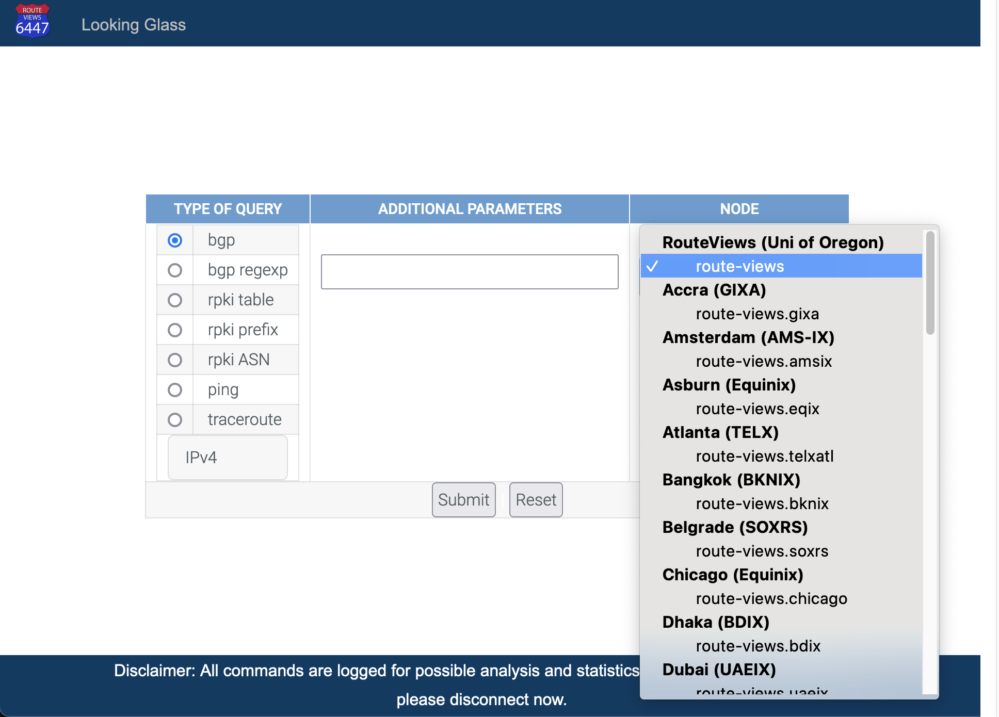 ROUTE
VIEWS
6447
Looking Glass
TYPE OF QUERY
ADDITIONAL PARAMETERS
NODE
bgp
bgp regexp
rpki table
rpki prefix
rpki ASN
ping
traceroute
IPv4
Submit
Reset
RouteViews (Uni of Oregon)
route-views
Accra (GIXA)
route-views.gixa
Amsterdam (AMS-IX)
route-views.amsix
Asburn (Equinix)
route-views.eqix
Atlanta (TELX)
route-views.telxatl
Bangkok (BKNIX)
route-views.bknix
Belgrade (SOXRS)
route-views.soxrs
Chicago (Equinix)
route-views.chicago
Dhaka (BDIX)
route-views.bdix
Dubai (UAEIX)
route-views.uaeix
Disclaimer: All commands are logged for possible analysis and statistics
please disconnect now.